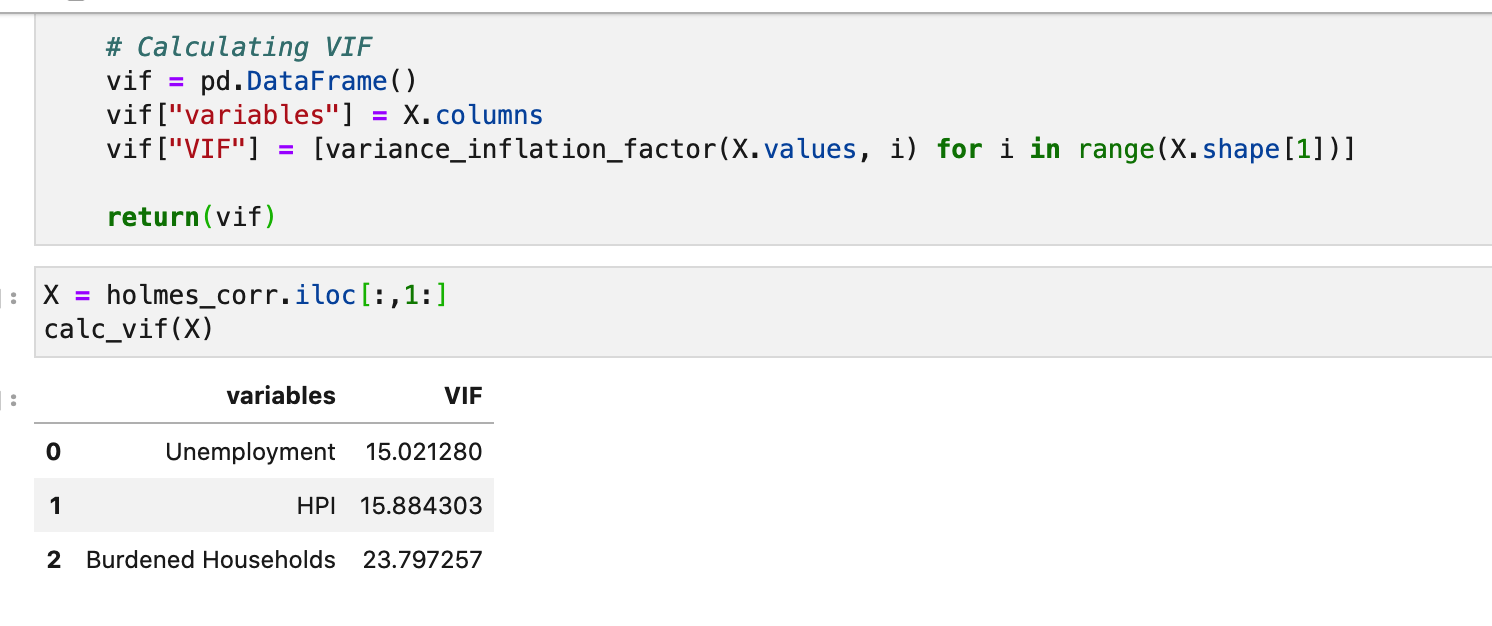 # Calculating VIF
vif = pd.DataFrame()
vif["variables"] = X.columns
vif["VIF"] = [variance_inflation_factor(X.values, i) for i in range(X.shape[1])]
return(vif)
]:
X = holmes_corr.iloc[:,1:]
calc_vif(X)
]:
variables VIF
0 Unemployment 15.021280
1 HPI 15.884303
2 Burdened Households 23.797257